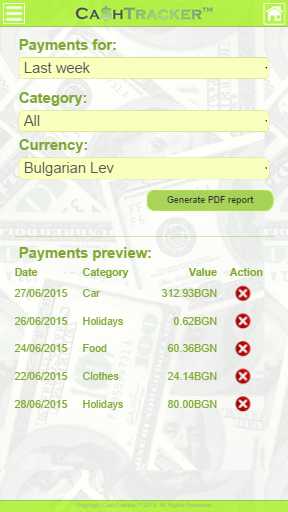 CA$HTRACKER™
Payments for:
Last week
Category:
All
Currency:
Bulgarian Lev
Generate PDF report
Payments preview:
Date Category Value Action
27/06/2015 Car 312.93BGN
26/06/2015 Holidays 0.62BGN
24/06/2015 Food 60.36BGN
22/06/2015 Clothes 24.14BGN
28/06/2015 Holidays 80.00BGN
Copyright CashTracker™ 2015. All Rights Reserved.